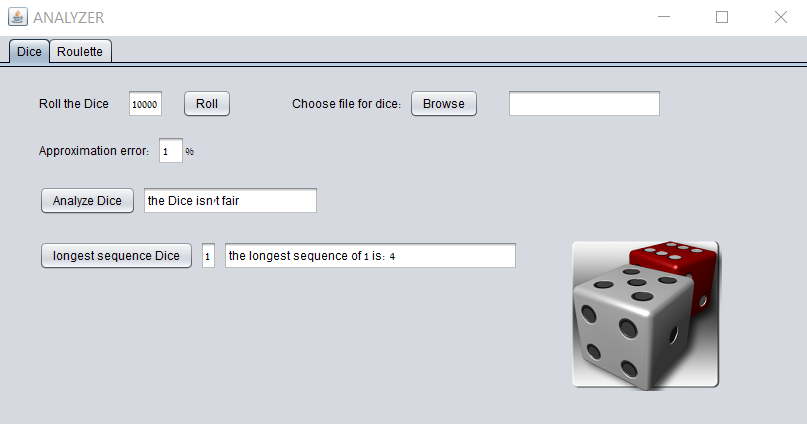 ANALYZER
Dice Roulette
Roll the Dice 10000 Roll Choose file for dice: Browse
Approximation error: 1 %
Analyze Dice the Dice isn't fair
longest sequence Dice 1 the longest sequence of 1 is: 4